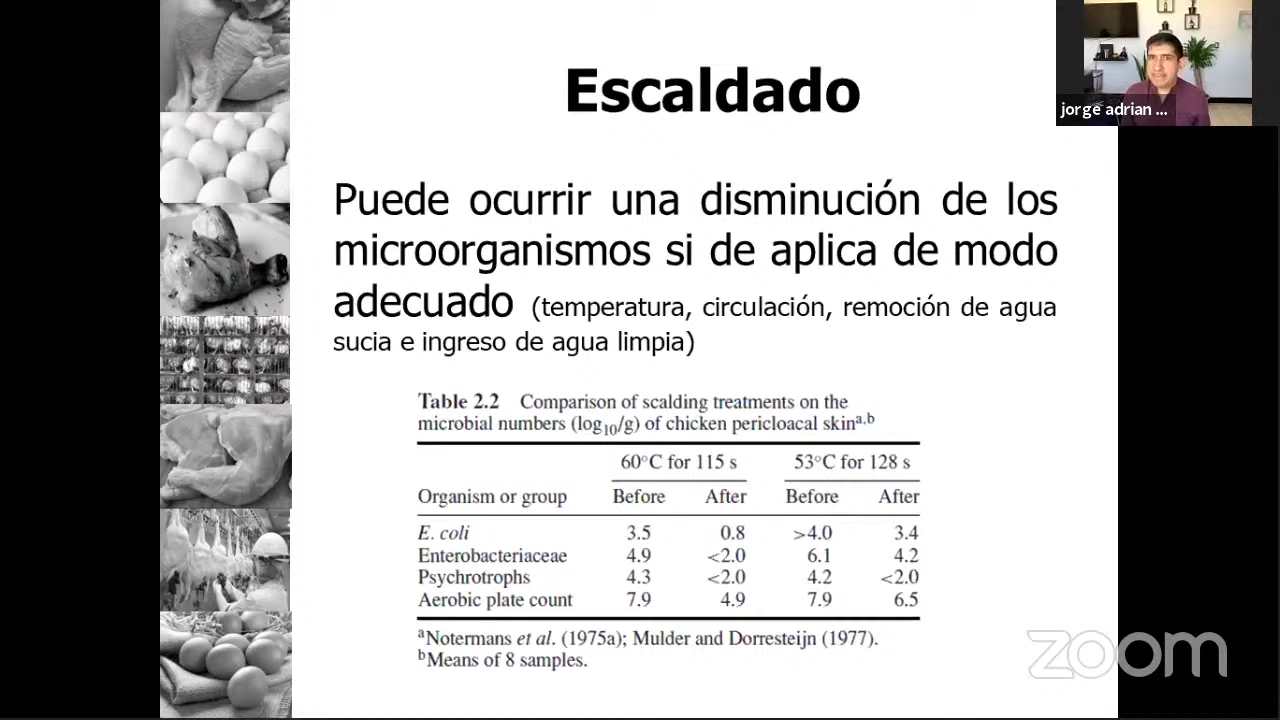 Escaldado
jorge adrian ...
Puede ocurrir una disminución de los
microorganismos si de aplica de modo
adecuado (temperatura, circulación, remoción de agua
sucia e ingreso de agua limpia)
Table 2.2 Comparison of scalding treatments on the
microbial numbers (log10/g) of chicken pericloacal skina,b
60°C for 115 s 53°C for 128 s
Organism or group Before After Before After
E. coli 3.5 0.8 >4.0 3.4
Enterobacteriaceae 4.9 <2.0 6.1 4.2
Psychrotrophs 4.3 <2.0 4.2 <2.0
Aerobic plate count 7.9 4.9 7.9 6.5
aNotermans et al. (1975a); Mulder and Dorresteijn (1977).
bMeans of 8 samples.
zoom